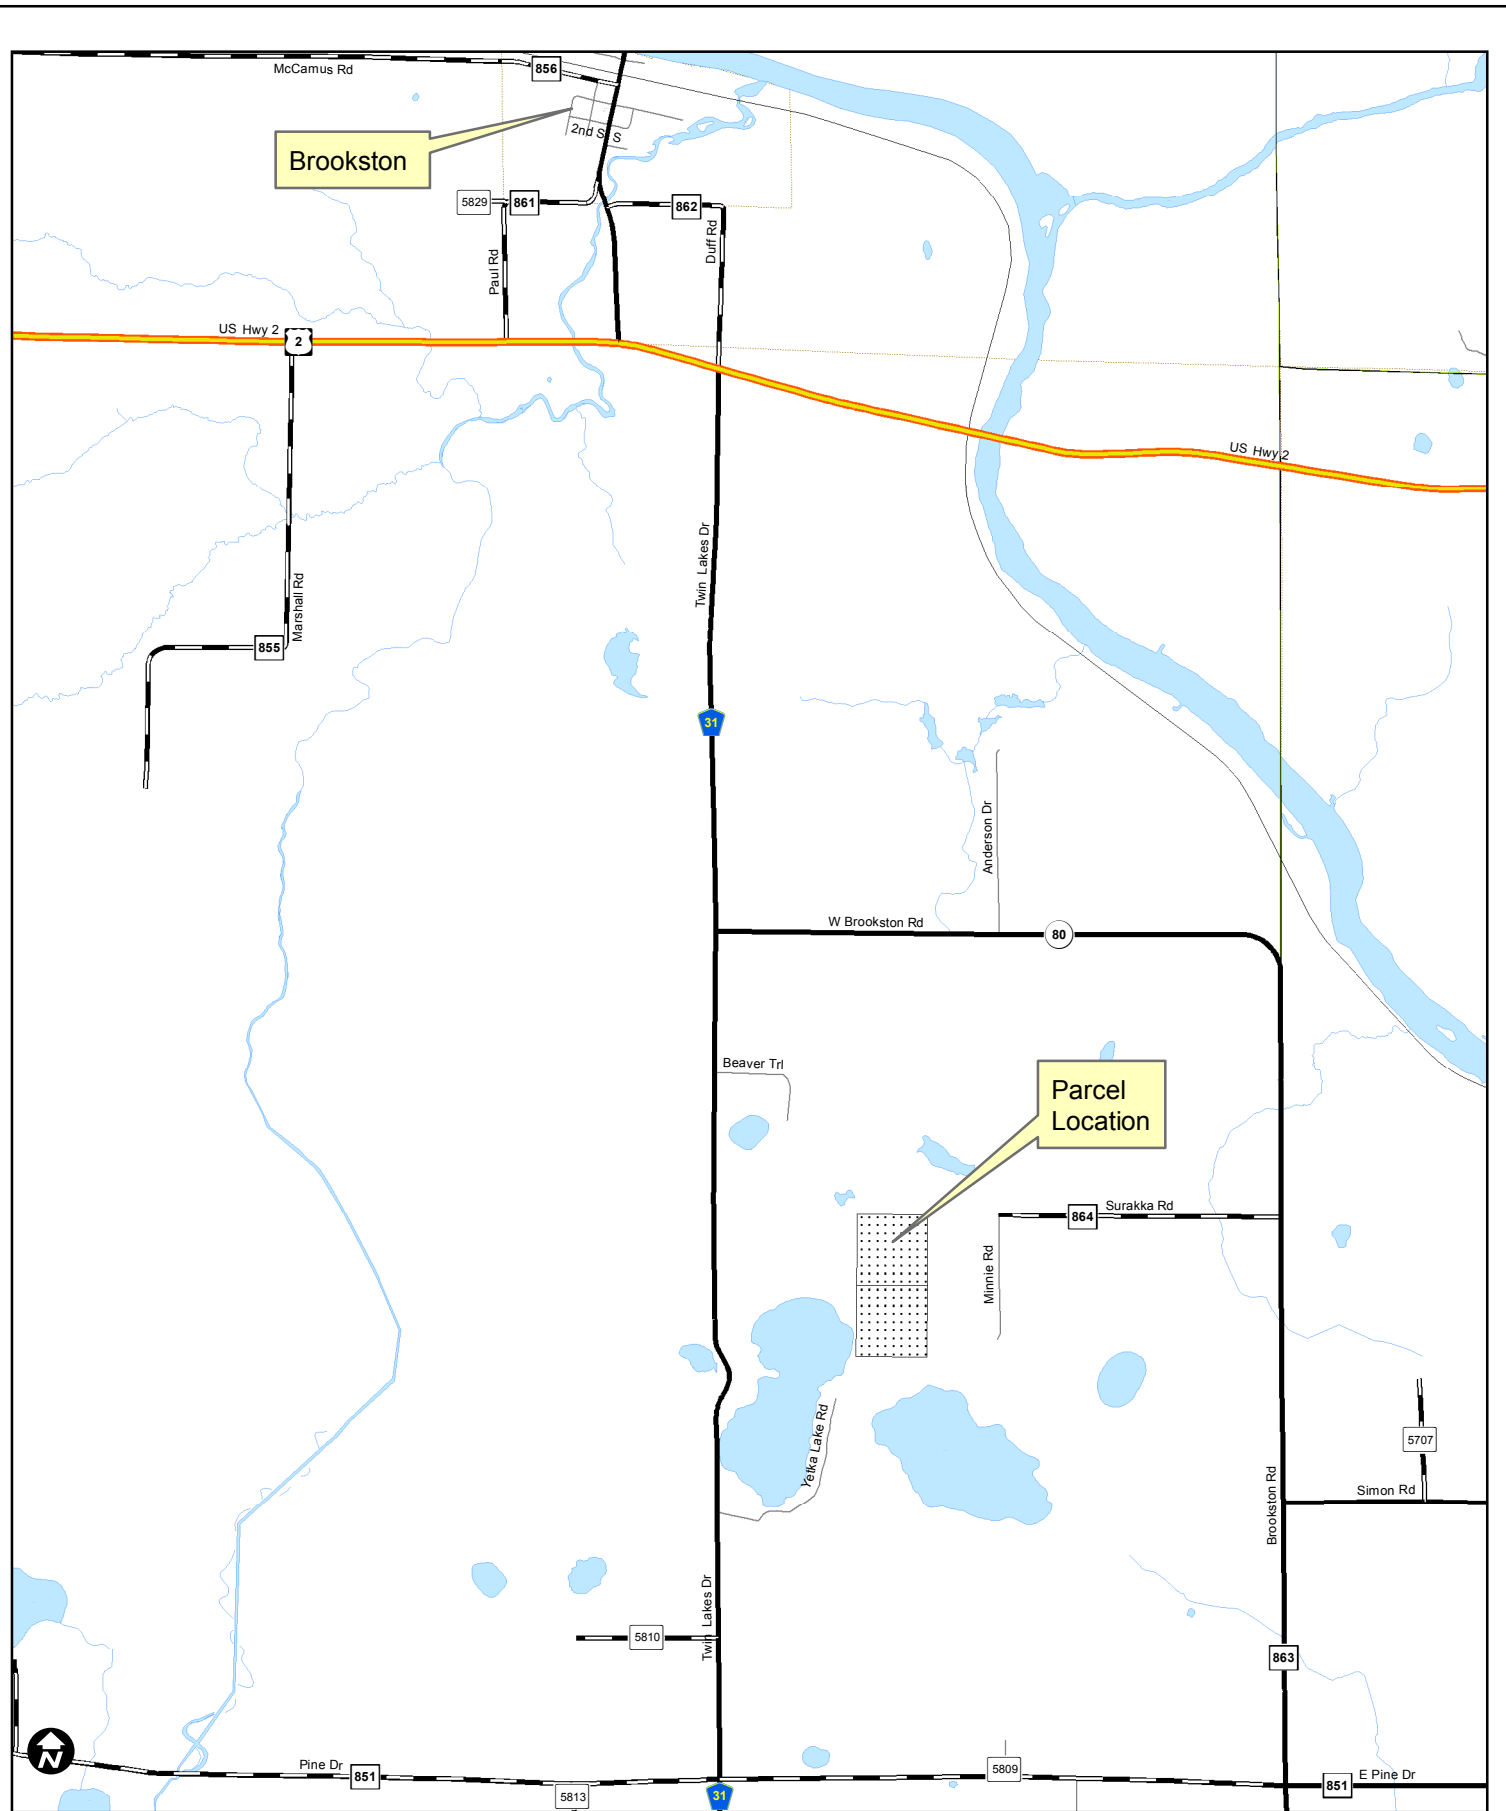 McCamus Rd
856
2nd St S
Brookston
5829
861
862
Paul Rd
Duff Rd
US Hwy 2
2
US Hwy 2
Twin Lakes Dr
Marshall Rd
855
31
Anderson Dr
W Brookston Rd
80
Beaver Trl
Parcel
Location
864
Surakka Rd
Minnie Rd
Yetka Lake Rd
5707
Simon Rd
Brookston Rd
Twin Lakes Dr
5810
863
N
Pine Dr
851
5813
31
5809
851
E Pine Dr